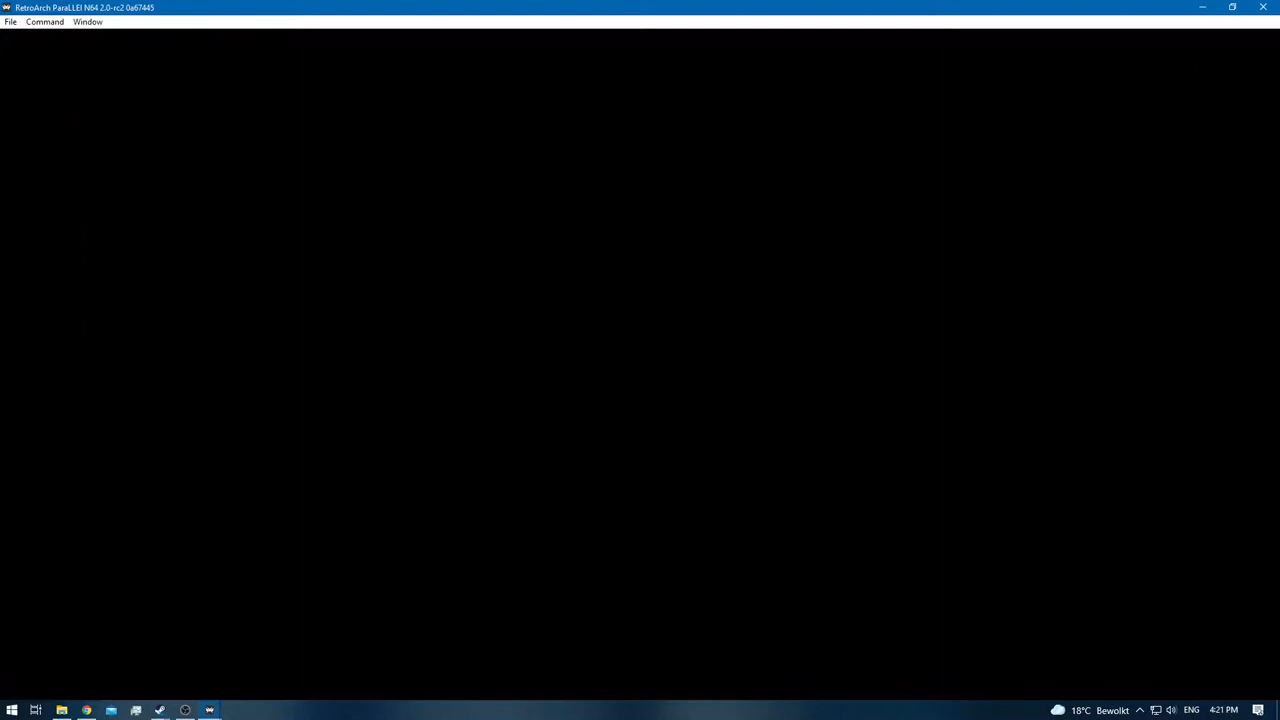 RetroArch ParaLLEl N64 2.0-rc2 0a67445
File Command Window
18°C Bewolkt ENG 4:21 PM